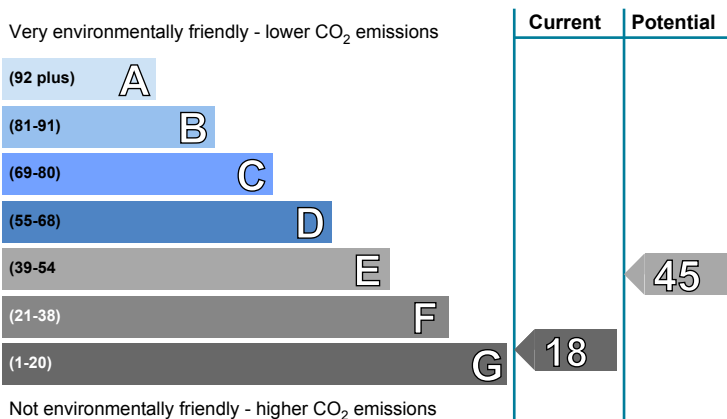 Current Potential
Very environmentally friendly - lower CO2 emissions
(92 plus) A
(81-91) B
(69-80) C
(55-68) D
(39-54 E
45
(21-38) F
(1-20) G
18
Not environmentally friendly - higher CO2 emissions